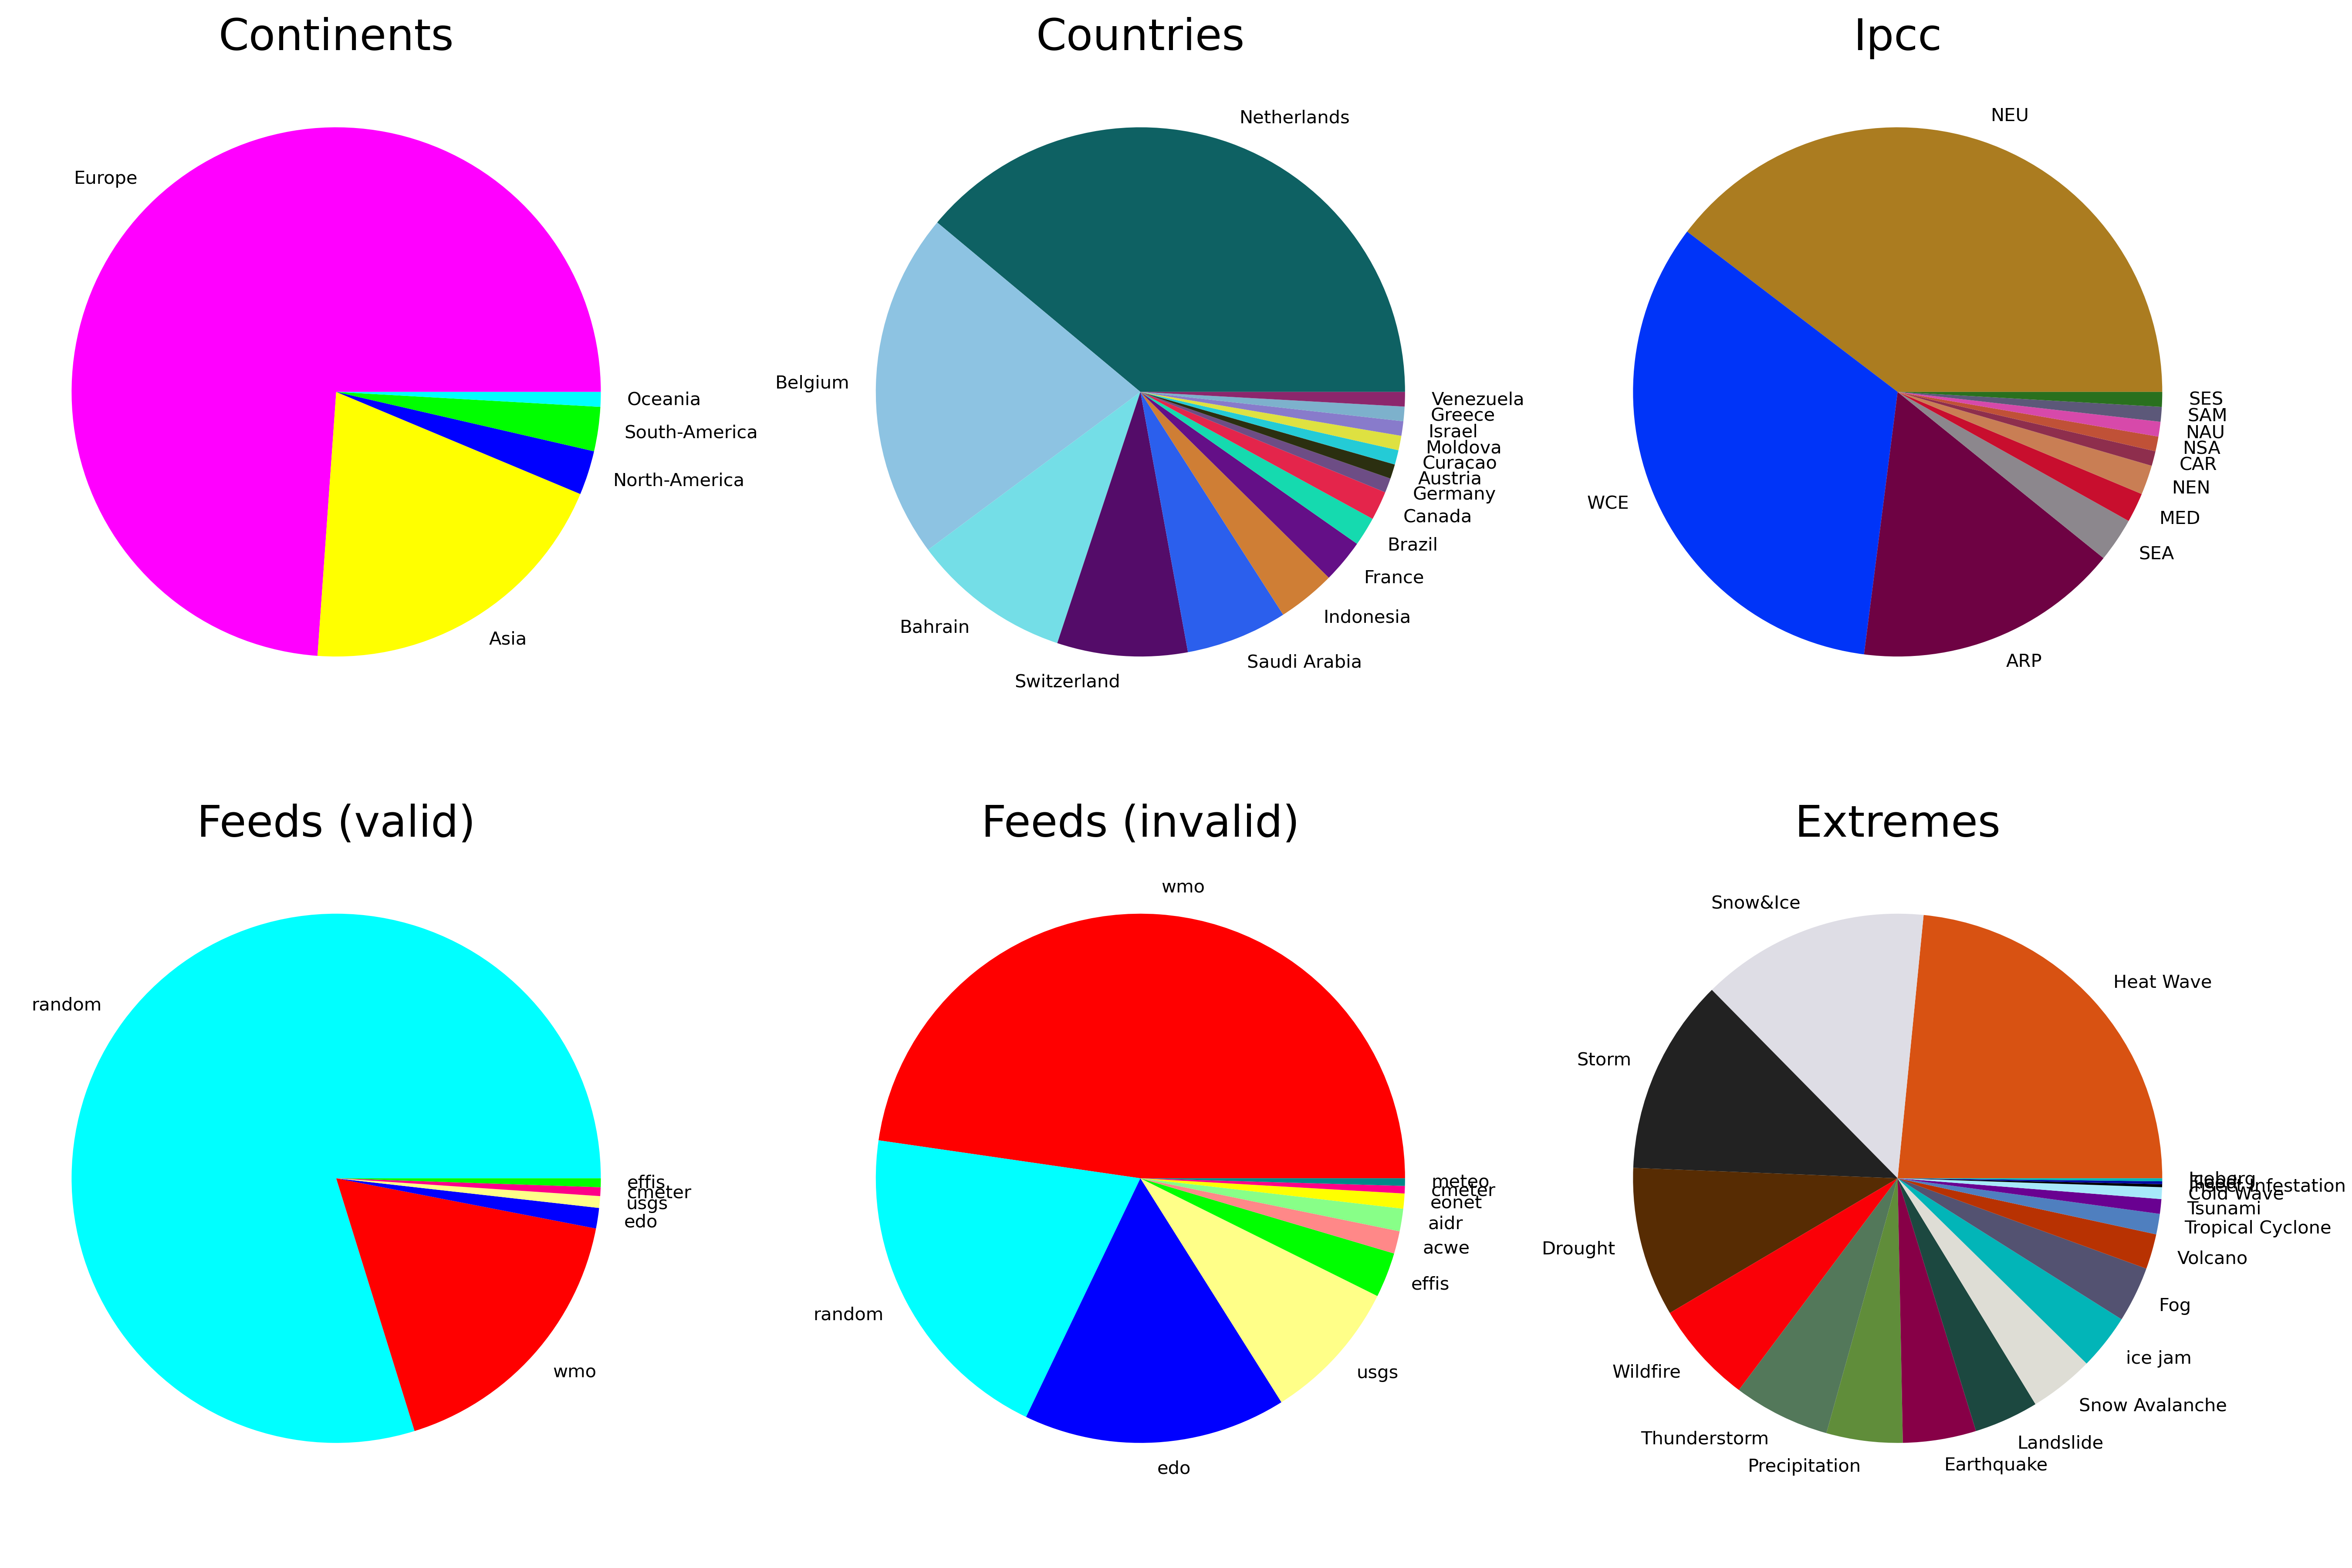 Continents
Europe
Oceania
South-America
North-America
Asia
Countries
Netherlands
Belgium
Venezuela
Greece
Israel
Moldova
Curacao
Austria
Germany
Canada
Brazil
France
Indonesia
Saudi Arabia
Switzerland
Bahrain
Ipcc
NEU
WCE
SES
SAM
NAU
NSA
CAR
NEN
MED
SEA
ARP
Feeds (valid)
random
effis
cmeter
usgs
edo
wmo
Feeds (invalid)
wmo
random
meteo
cmeter
eonet
aidr
acwe
effis
usgs
edo
Extremes
Snow&Ice
Heat Wave
Storm
Drought
Iceberg
Insect Infestation
Cold Wave
Tsunami
Tropical Cyclone
Volcano
Fog
ice jam
Snow Avalanche
Landslide
Earthquake
Precipitation
Thunderstorm
Wildfire